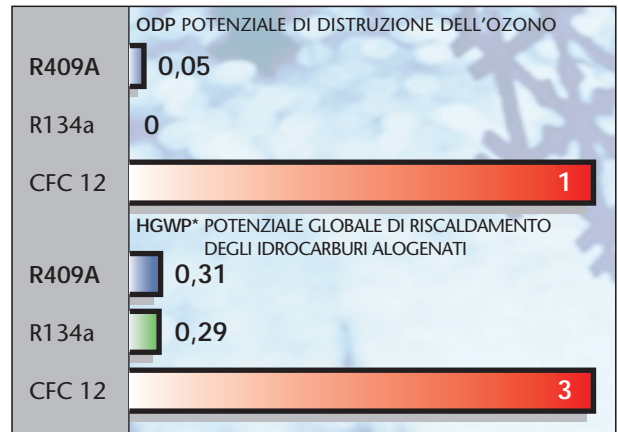 ODP POTENZIALE DI DISTRUZIONE DELL'OZONO
R409A 0,05
R134a 0
CFC 12 1
HGWP* POTENZIALE GLOBALE DI RISCALDAMENTO
DEGLI IDROCARBURI ALOGENATI
R409A 0,31
R134a 0,29
CFC 12 3